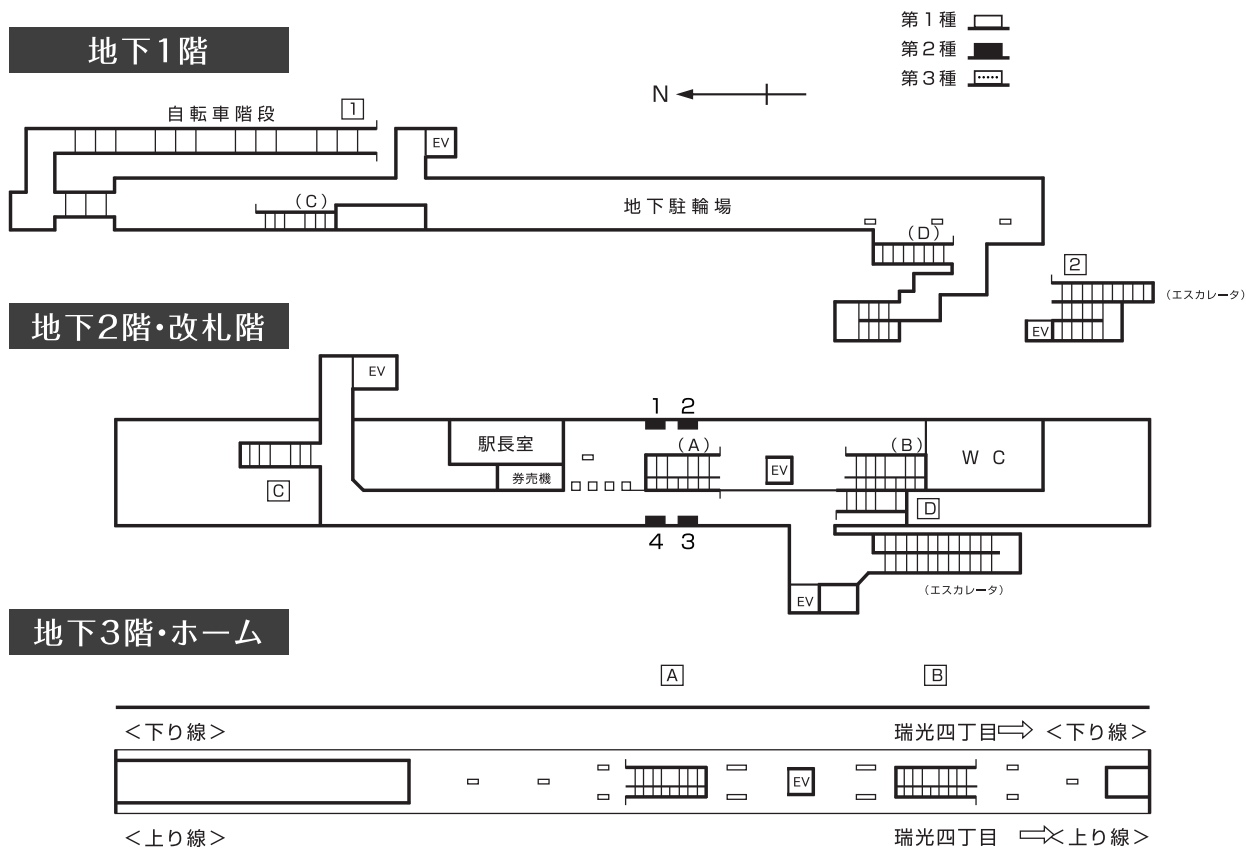 第1種
第2種
第3種
地下1階
N
自転車階段
1
EV
(C)
地下駐輪場
(D)
2
(エスカレータ)
EV
地下2階・改札階
EV
1 2
駅長室
(A)
(B)
EV
W C
券売機
C
D
4 3
(エスカレータ)
EV
地下3階・ホーム
A
B
<下り線>
瑞光四丁目
<下り線>
EV
<上り線>
瑞光四丁目
<上り線>